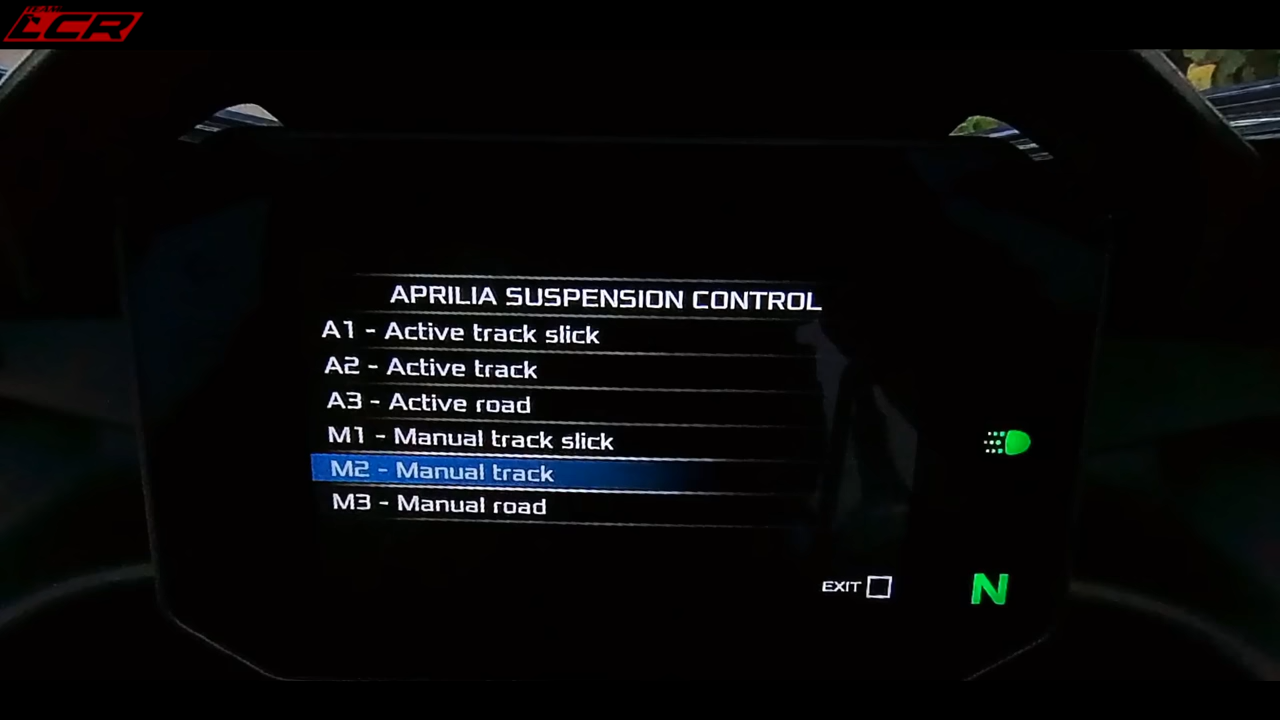 LCR
APRILIA SUSPENSION CONTROL
A1 - Active track slick
A2 - Active track
A3 - Active road
M1 - Manual track slick
M2 - Manual track
M3 - Manual road
EXIT
N